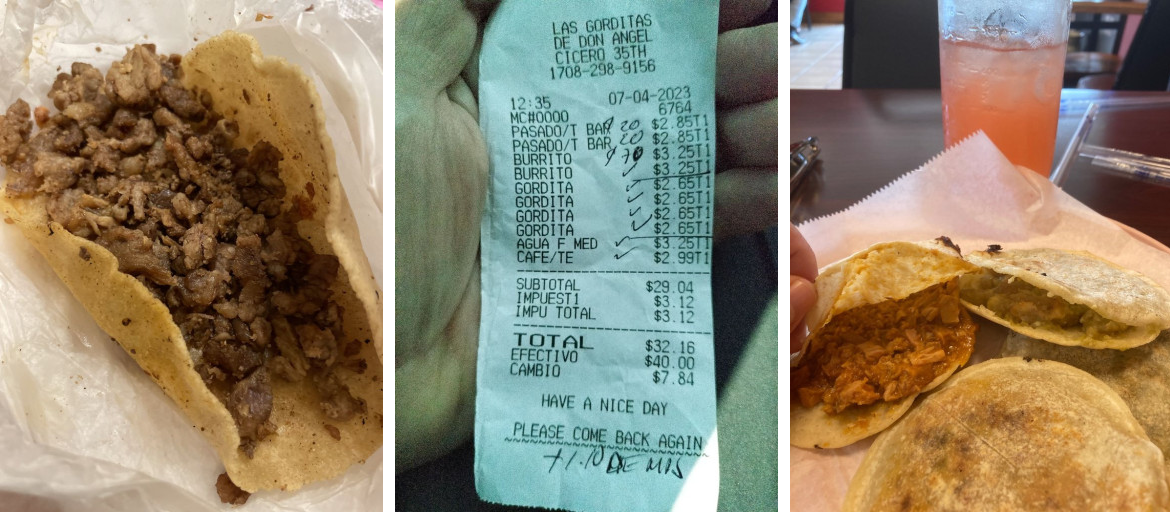 LAS GORDITAS
DE DON ANGEL
CICERO 35TH
1708-298-9156
12:35 07-04-2023
MC#0000 6764
PASADO/T BAR 20 $2.85T1
PASADO/T BAR 20 $2.85T1
BURRITO $3.25T1
BURRITO $3.25T1
GORDITA $2.65T1
GORDITA $2.65T1
GORDITA $2.65T1
GORDITA $2.65T1
AGUA F MED $3.25T1
CAFE/TE $2.99T1
SUBTOTAL $29.04
IMPUEST1 $3.12
IMPU TOTAL $3.12
TOTAL $32.16
EFECTIVO $40.00
CAMBIO $7.84
HAVE A NICE DAY
PLEASE COME BACK AGAIN
+1.10 DE MAS